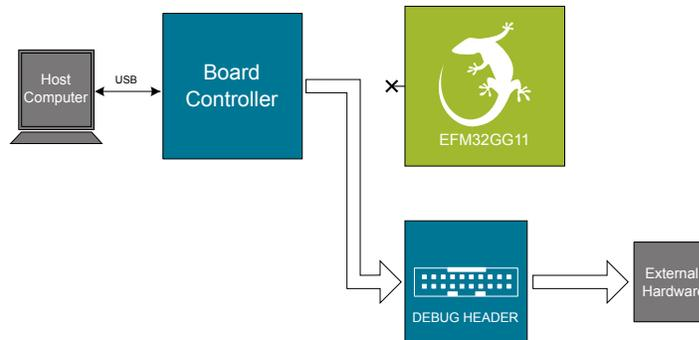 Host
Computer
USB
Board
Controller
EFM32GG11
DEBUG HEADER
External
Hardware